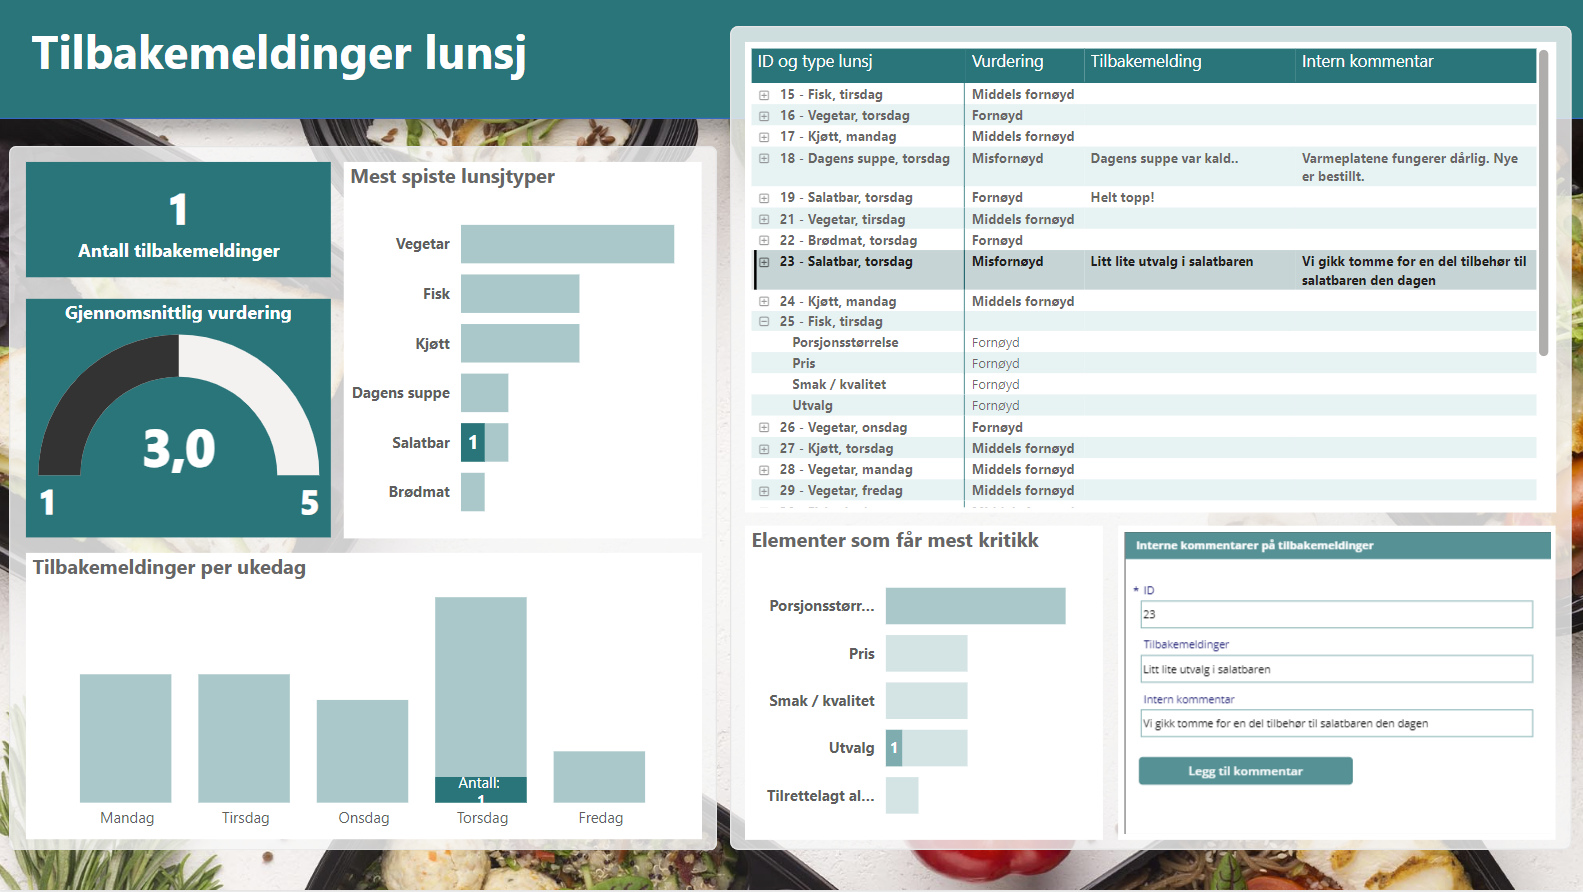 Tilbakemeldinger lunsj
1
Antall tilbakemeldinger
Gjennomsnittlig vurdering
3,0
1
5
Mest spiste lunsjtyper
Vegetar
Fisk
Kjøtt
Dagens suppe
Salatbar
1
Brødmat
Tilbakemeldinger per ukedag
Antall:
1
Mandag
Tirsdag
Onsdag
Torsdag
Fredag
ID og type lunsj
Vurdering
Tilbakemelding
Intern kommentar
15 - Fisk, tirsdag
Middels fornøyd
16 - Vegetar, torsdag
Fornøyd
17 - Kjøtt, mandag
Middels fornøyd
18 - Dagens suppe, torsdag
Misfornøyd
Dagens suppe var kald..
Varmeplatene fungerer dårlig. Nye
er bestillt.
19 - Salatbar, torsdag
Fornøyd
Helt topp!
21 - Vegetar, tirsdag
Middels fornøyd
22 - Brødmat, torsdag
Fornøyd
23 - Salatbar, torsdag
Misfornøyd
Litt lite utvalg i salatbaren
Vi gikk tomme for en del tilbehør til
salatbaren den dagen
24 - Kjøtt, mandag
Middels fornøyd
25 - Fisk, tirsdag
Porsjonsstørrelse
Fornøyd
Pris
Fornøyd
Smak / kvalitet
Fornøyd
Utvalg
Fornøyd
26 - Vegetar, onsdag
Fornøyd
27 - Kjøtt, torsdag
Middels fornøyd
28 - Vegetar, mandag
Middels fornøyd
29 - Vegetar, fredag
Middels fornøyd
Elementer som får mest kritikk
Porsjonsstørr...
Pris
Smak / kvalitet
Utvalg
1
Tilrettelagt al...
Interne kommentarer på tilbakemeldinger
* ID
23
Tilbakemeldinger
Litt lite utvalg i salatbaren
Intern kommentar
Vi gikk tomme for en del tilbehør til salatbaren den dagen
Legg til kommentar